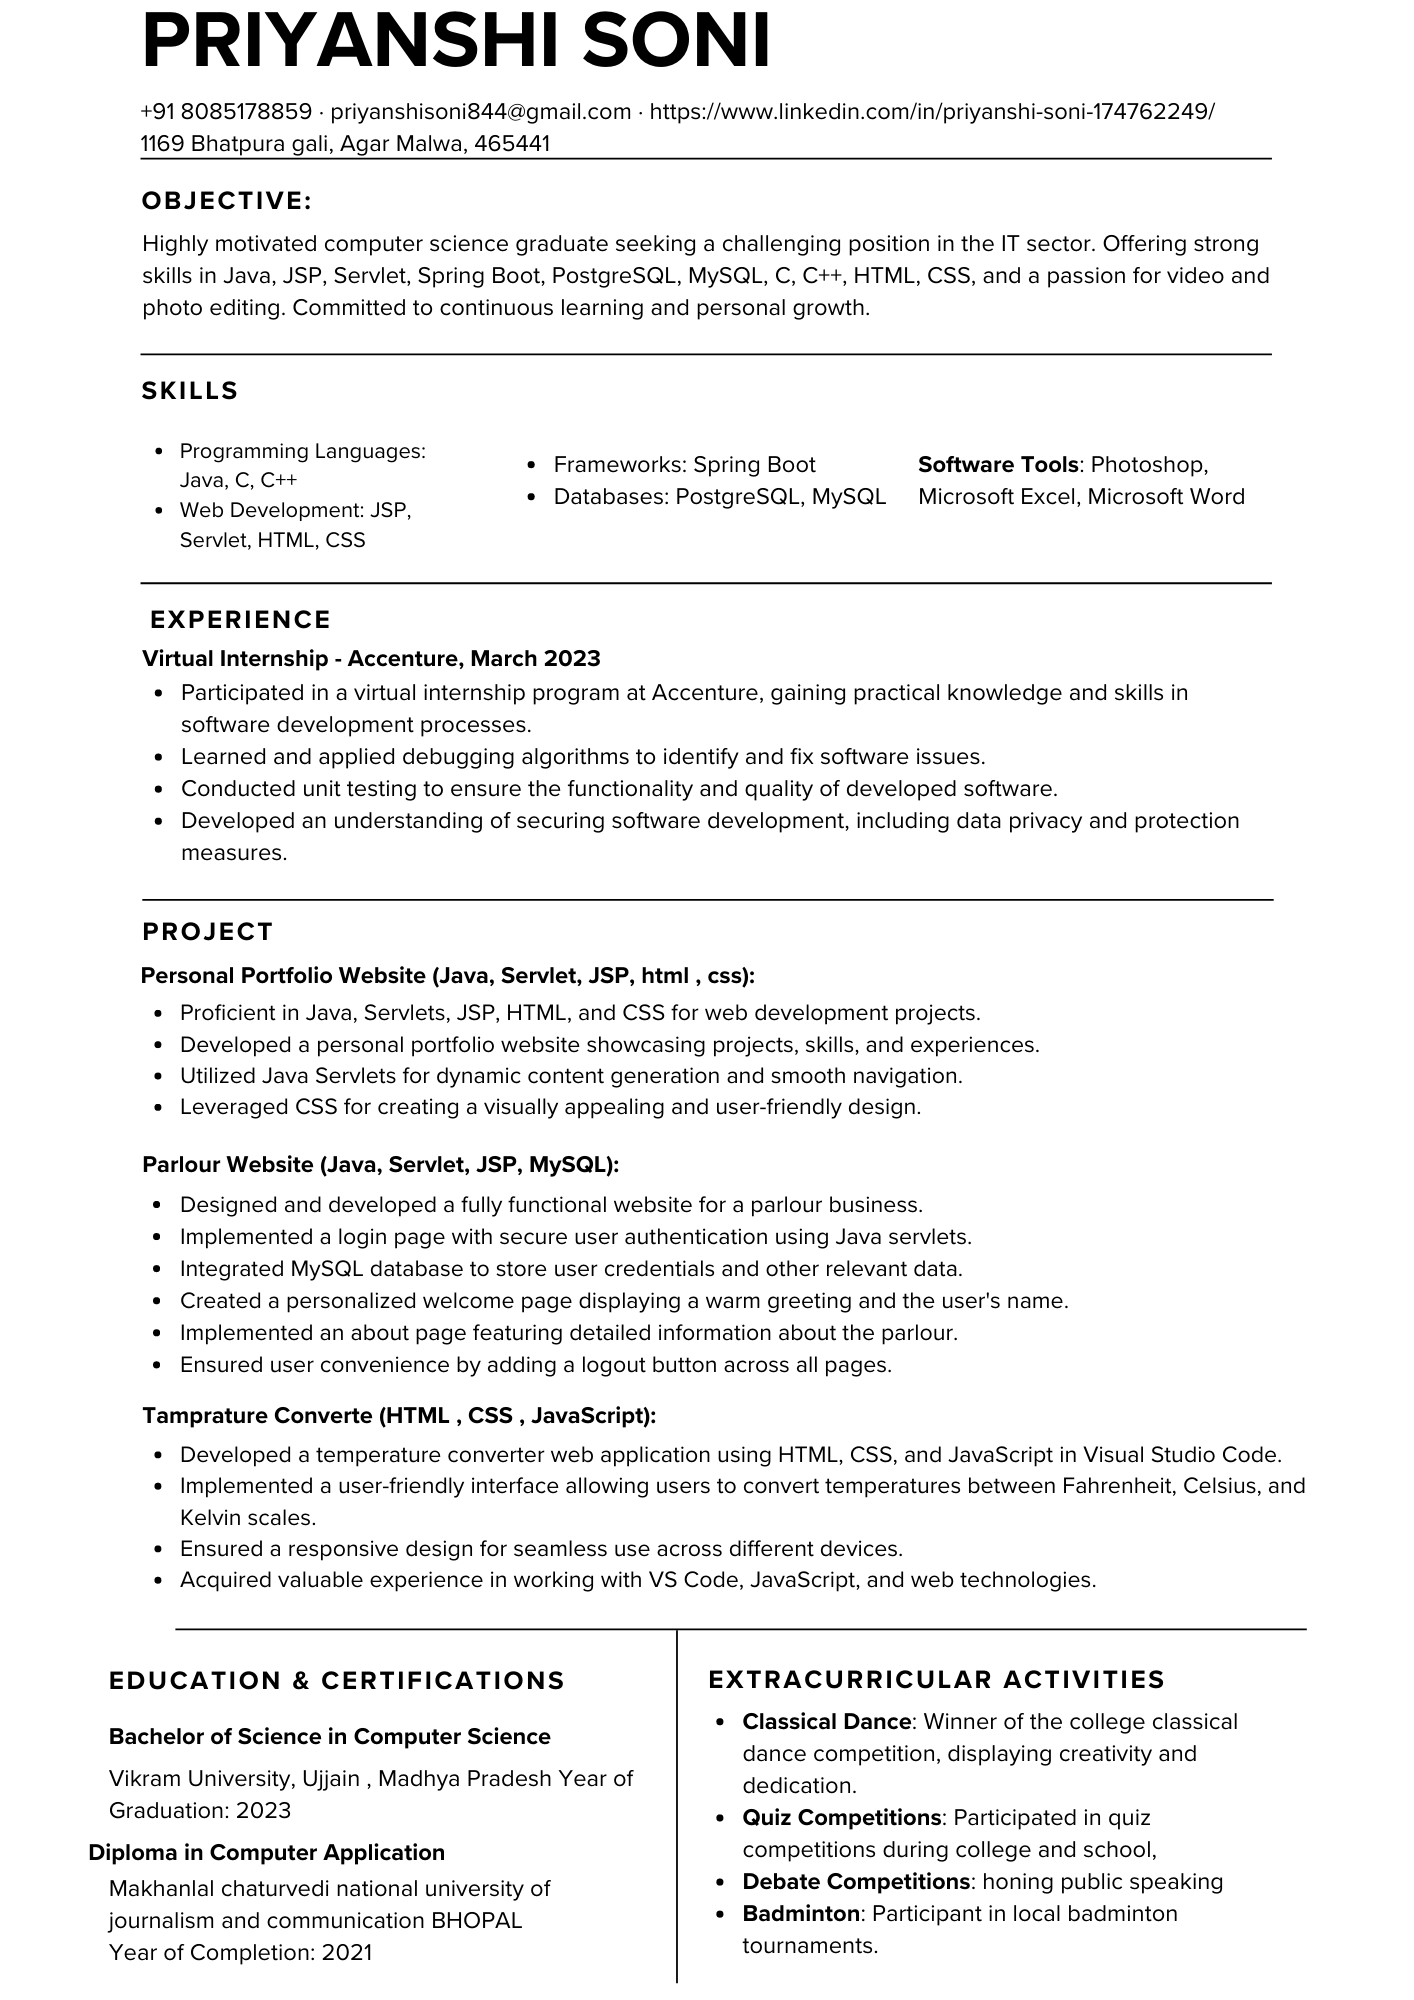 PRIYANSHI SONI
+91 8085178859 · priyanshisoni844@gmail.com · https://www.linkedin.com/in/priyanshi-soni-174762249/
1169 Bhatpura gali, Agar Malwa, 465441
OBJECTIVE:
Highly motivated computer science graduate seeking a challenging position in the IT sector. Offering strong
skills in Java, JSP, Servlet, Spring Boot, PostgreSQL, MySQL, C, C++, HTML, CSS, and a passion for video and
photo editing. Committed to continuous learning and personal growth.
SKILLS
• Programming Languages:
Java, C, C++
• Web Development: JSP,
Servlet, HTML, CSS
• Frameworks: Spring Boot
• Databases: PostgreSQL, MySQL
Software Tools: Photoshop,
Microsoft Excel, Microsoft Word
EXPERIENCE
Virtual Internship - Accenture, March 2023
• Participated in a virtual internship program at Accenture, gaining practical knowledge and skills in
software development processes.
• Learned and applied debugging algorithms to identify and fix software issues.
• Conducted unit testing to ensure the functionality and quality of developed software.
• Developed an understanding of securing software development, including data privacy and protection
measures.
PROJECT
Personal Portfolio Website (Java, Servlet, JSP, html , css):
• Proficient in Java, Servlets, JSP, HTML, and CSS for web development projects.
• Developed a personal portfolio website showcasing projects, skills, and experiences.
• Utilized Java Servlets for dynamic content generation and smooth navigation.
• Leveraged CSS for creating a visually appealing and user-friendly design.
Parlour Website (Java, Servlet, JSP, MySQL):
• Designed and developed a fully functional website for a parlour business.
• Implemented a login page with secure user authentication using Java servlets.
• Integrated MySQL database to store user credentials and other relevant data.
• Created a personalized welcome page displaying a warm greeting and the user's name.
• Implemented an about page featuring detailed information about the parlour.
• Ensured user convenience by adding a logout button across all pages.
Tamprature Converte (HTML , CSS , JavaScript):
• Developed a temperature converter web application using HTML, CSS, and JavaScript in Visual Studio Code.
• Implemented a user-friendly interface allowing users to convert temperatures between Fahrenheit, Celsius, and
Kelvin scales.
• Ensured a responsive design for seamless use across different devices.
• Acquired valuable experience in working with VS Code, JavaScript, and web technologies.
EDUCATION & CERTIFICATIONS
Bachelor of Science in Computer Science
Vikram University, Ujjain , Madhya Pradesh Year of
Graduation: 2023
Diploma in Computer Application
Makhanlal chaturvedi national university of
journalism and communication BHOPAL
Year of Completion: 2021
EXTRACURRICULAR ACTIVITIES
• Classical Dance: Winner of the college classical
dance competition, displaying creativity and
dedication.
• Quiz Competitions: Participated in quiz
competitions during college and school,
• Debate Competitions: honing public speaking
• Badminton: Participant in local badminton
tournaments.